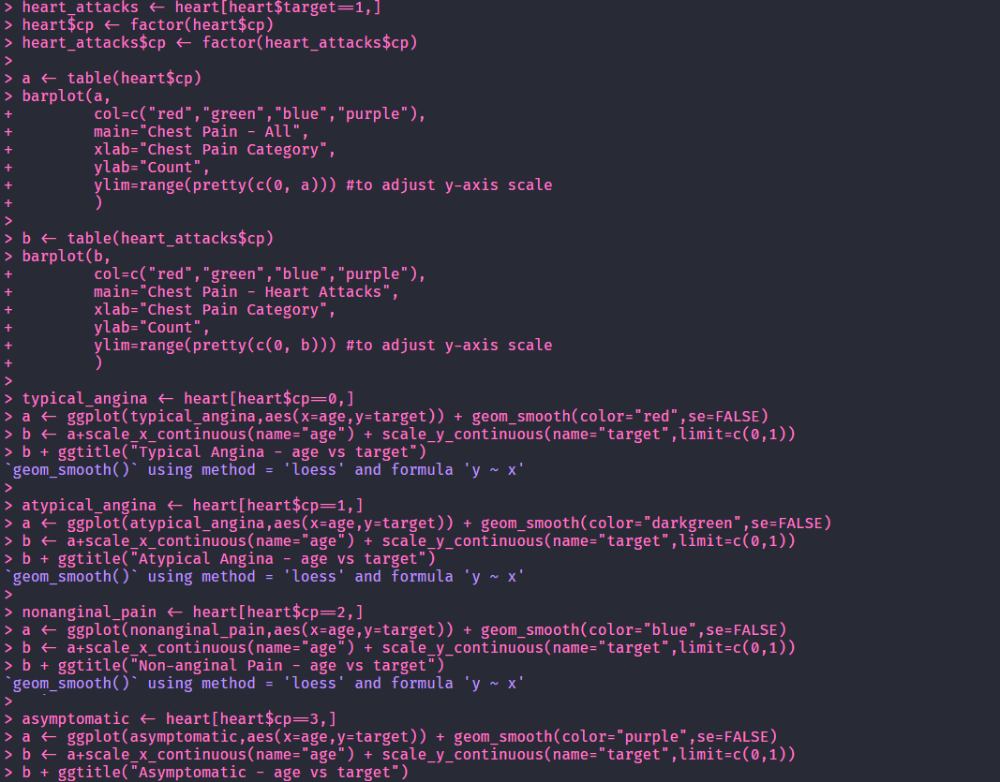 > heart_attacks <- heart[heart$target==1,]
> heart$cp <- factor(heart$cp)
> heart_attacks$cp <- factor(heart_attacks$cp)
>
> a <- table(heart$cp)
> barplot(a,
+         col=c("red","green","blue","purple"),
+         main="Chest Pain - All",
+         xlab="Chest Pain Category",
+         ylab="Count",
+         ylim=range(pretty(c(0, a))) #to adjust y-axis scale
+         )
>
> b <- table(heart_attacks$cp)
> barplot(b,
+         col=c("red","green","blue","purple"),
+         main="Chest Pain - Heart Attacks",
+         xlab="Chest Pain Category",
+         ylab="Count",
+         ylim=range(pretty(c(0, b))) #to adjust y-axis scale
+         )
>
> typical_angina <- heart[heart$cp==0,]
> a <- ggplot(typical_angina,aes(x=age,y=target)) + geom_smooth(color="red",se=FALSE)
> b <- a+scale_x_continuous(name="age") + scale_y_continuous(name="target",limit=c(0,1))
> b + ggtitle("Typical Angina - age vs target")
`geom_smooth()` using method = 'loess' and formula 'y ~ x'
>
> atypical_angina <- heart[heart$cp==1,]
> a <- ggplot(atypical_angina,aes(x=age,y=target)) + geom_smooth(color="darkgreen",se=FALSE)
> b <- a+scale_x_continuous(name="age") + scale_y_continuous(name="target",limit=c(0,1))
> b + ggtitle("Atypical Angina - age vs target")
`geom_smooth()` using method = 'loess' and formula 'y ~ x'
>
> nonanginal_pain <- heart[heart$cp==2,]
> a <- ggplot(nonanginal_pain,aes(x=age,y=target)) + geom_smooth(color="blue",se=FALSE)
> b <- a+scale_x_continuous(name="age") + scale_y_continuous(name="target",limit=c(0,1))
> b + ggtitle("Non-anginal Pain - age vs target")
`geom_smooth()` using method = 'loess' and formula 'y ~ x'
>
> asymptomatic <- heart[heart$cp==3,]
> a <- ggplot(asymptomatic,aes(x=age,y=target)) + geom_smooth(color="purple",se=FALSE)
> b <- a+scale_x_continuous(name="age") + scale_y_continuous(name="target",limit=c(0,1))
> b + ggtitle("Asymptomatic - age vs target")